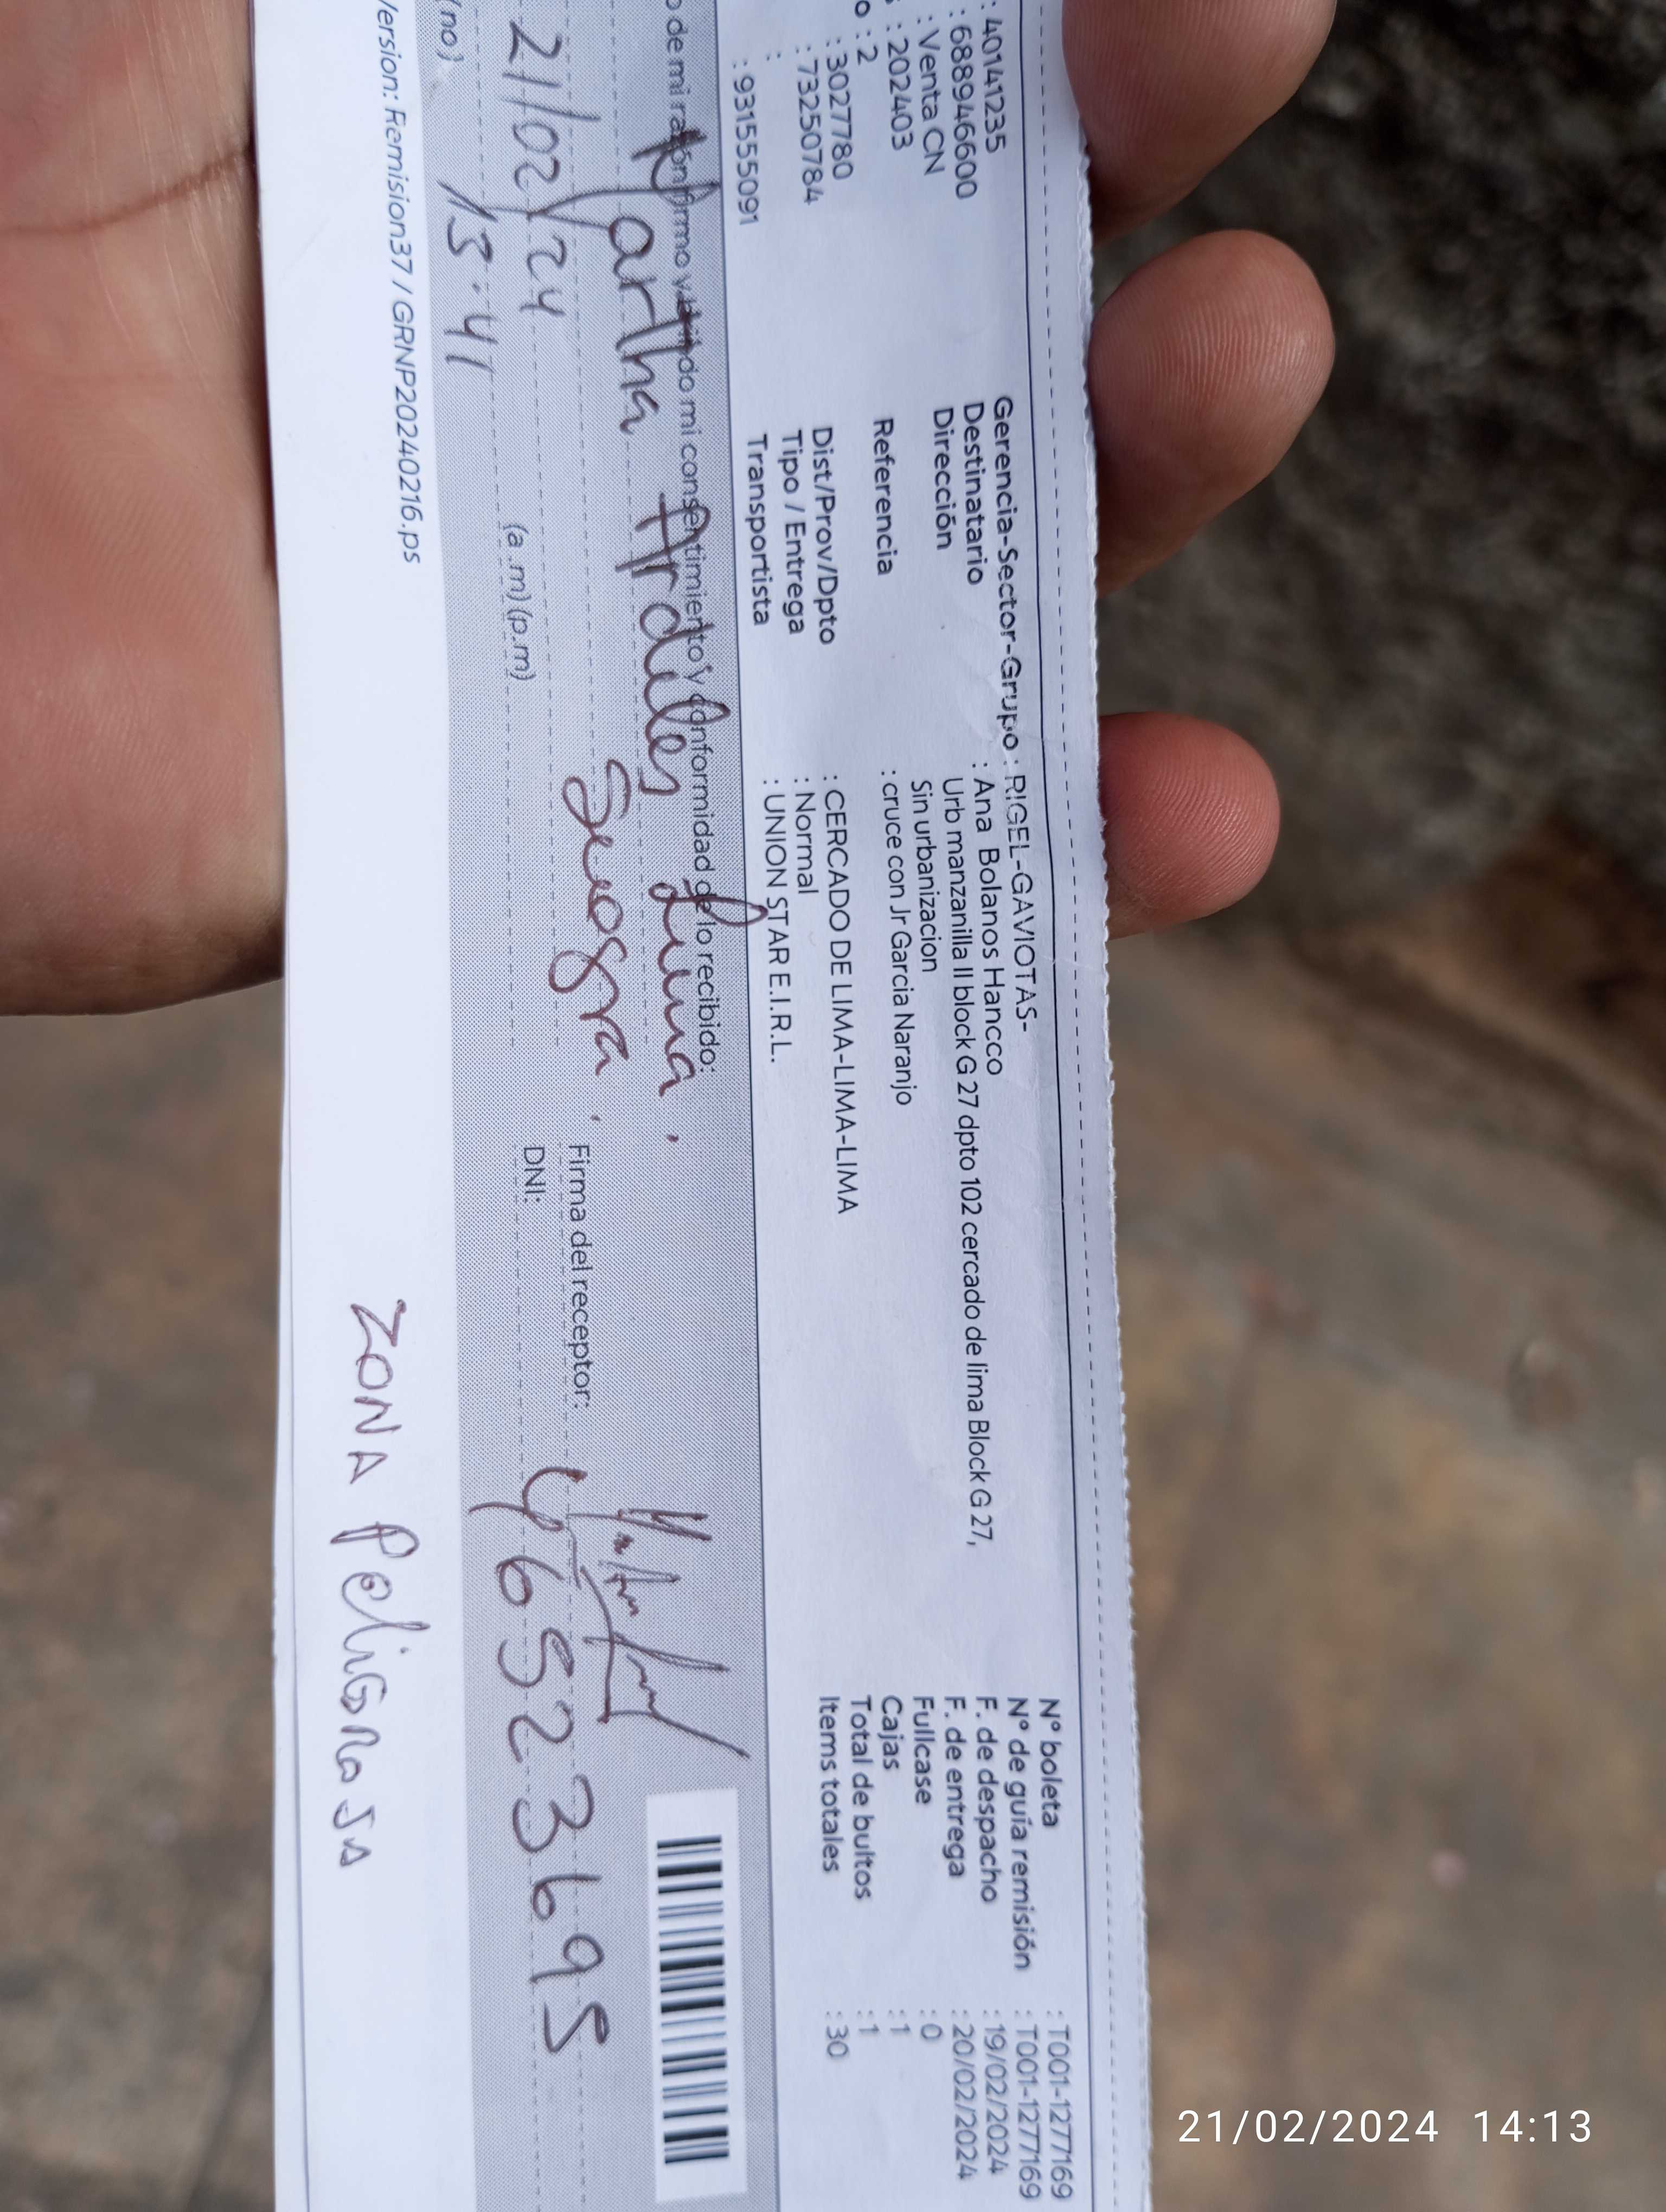 : 40141235
: 688946600
: Venta CN
: 202403
o : 2
: 3027780
: 73250784
:
: 931555091
Gerencia-Sector-Grupo : RIGEL-GAVIOTAS-
Destinatario : Ana Bolanos Hancco
Dirección Urb manzanilla II block G 27 dpto 102 cercado de lima Block G 27,
Sin urbanizacion
Referencia : cruce con Jr Garcia Naranjo
Dist/Prov/Dpto : CERCADO DE LIMA-LIMA-LIMA
Tipo / Entrega : Normal
Transportista : UNION STAR E.I.R.L.
N° boleta : T001-1277169
N° de guía remisión : T001-1277169
F. de despacho : 19/02/2024
F. de entrega : 20/02/2024
Fullcase : 0
Cajas : 1
Total de bultos : 1
Items totales : 30
o de mi razón firmo y brindo mi consentimiento y conformidad de lo recibido:
Martha Ardiles Luna.
Suegra
21/02/24
(no) 13.41 (a.m) (p.m)
Firma del receptor:
DNI: 46523695
Version: Remision37 / GRNP20240216.ps
ZONA PELIGROSA
21/02/2024 14:13